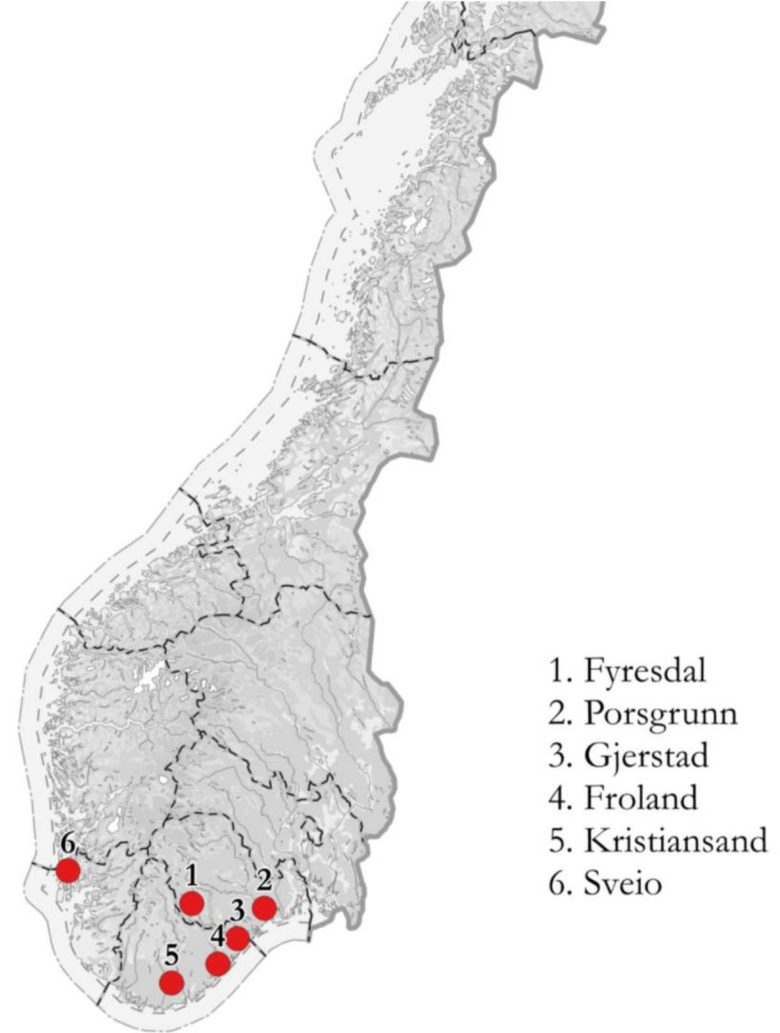 6
1
2
3
4
5
1. Fyresdal
2. Porsgrunn
3. Gjerstad
4. Froland
5. Kristiansand
6. Sveio